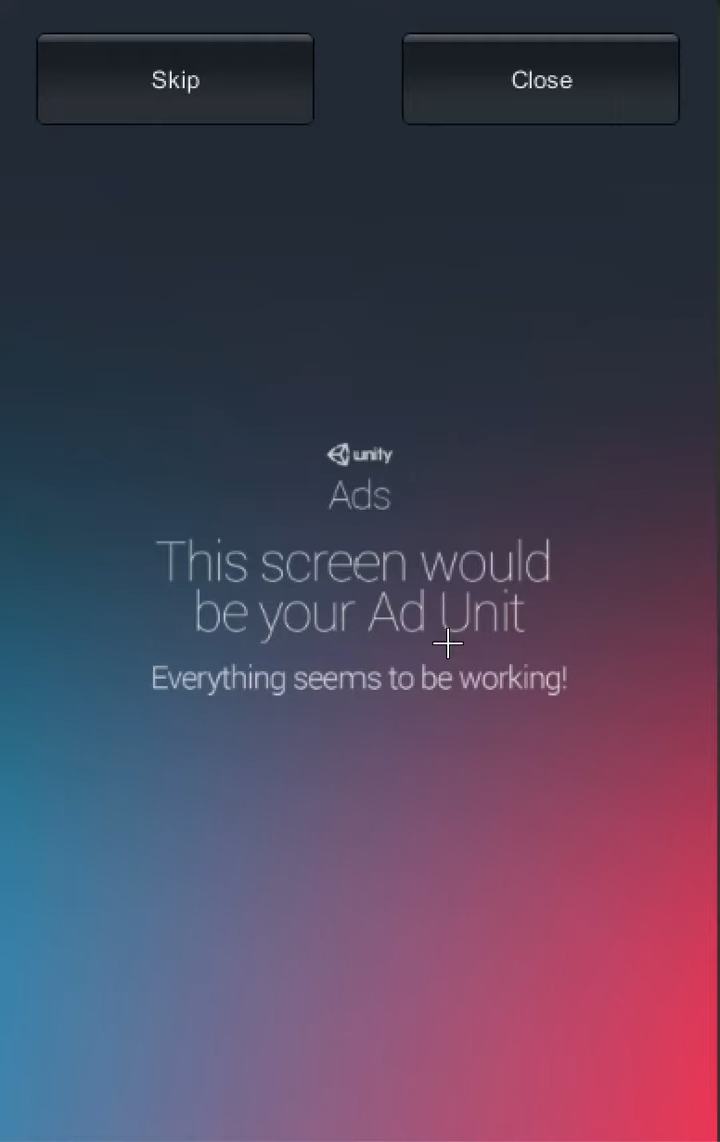 Skip
Close
unity
Ads
This screen would
be your Ad Unit
Everything seems to be working!